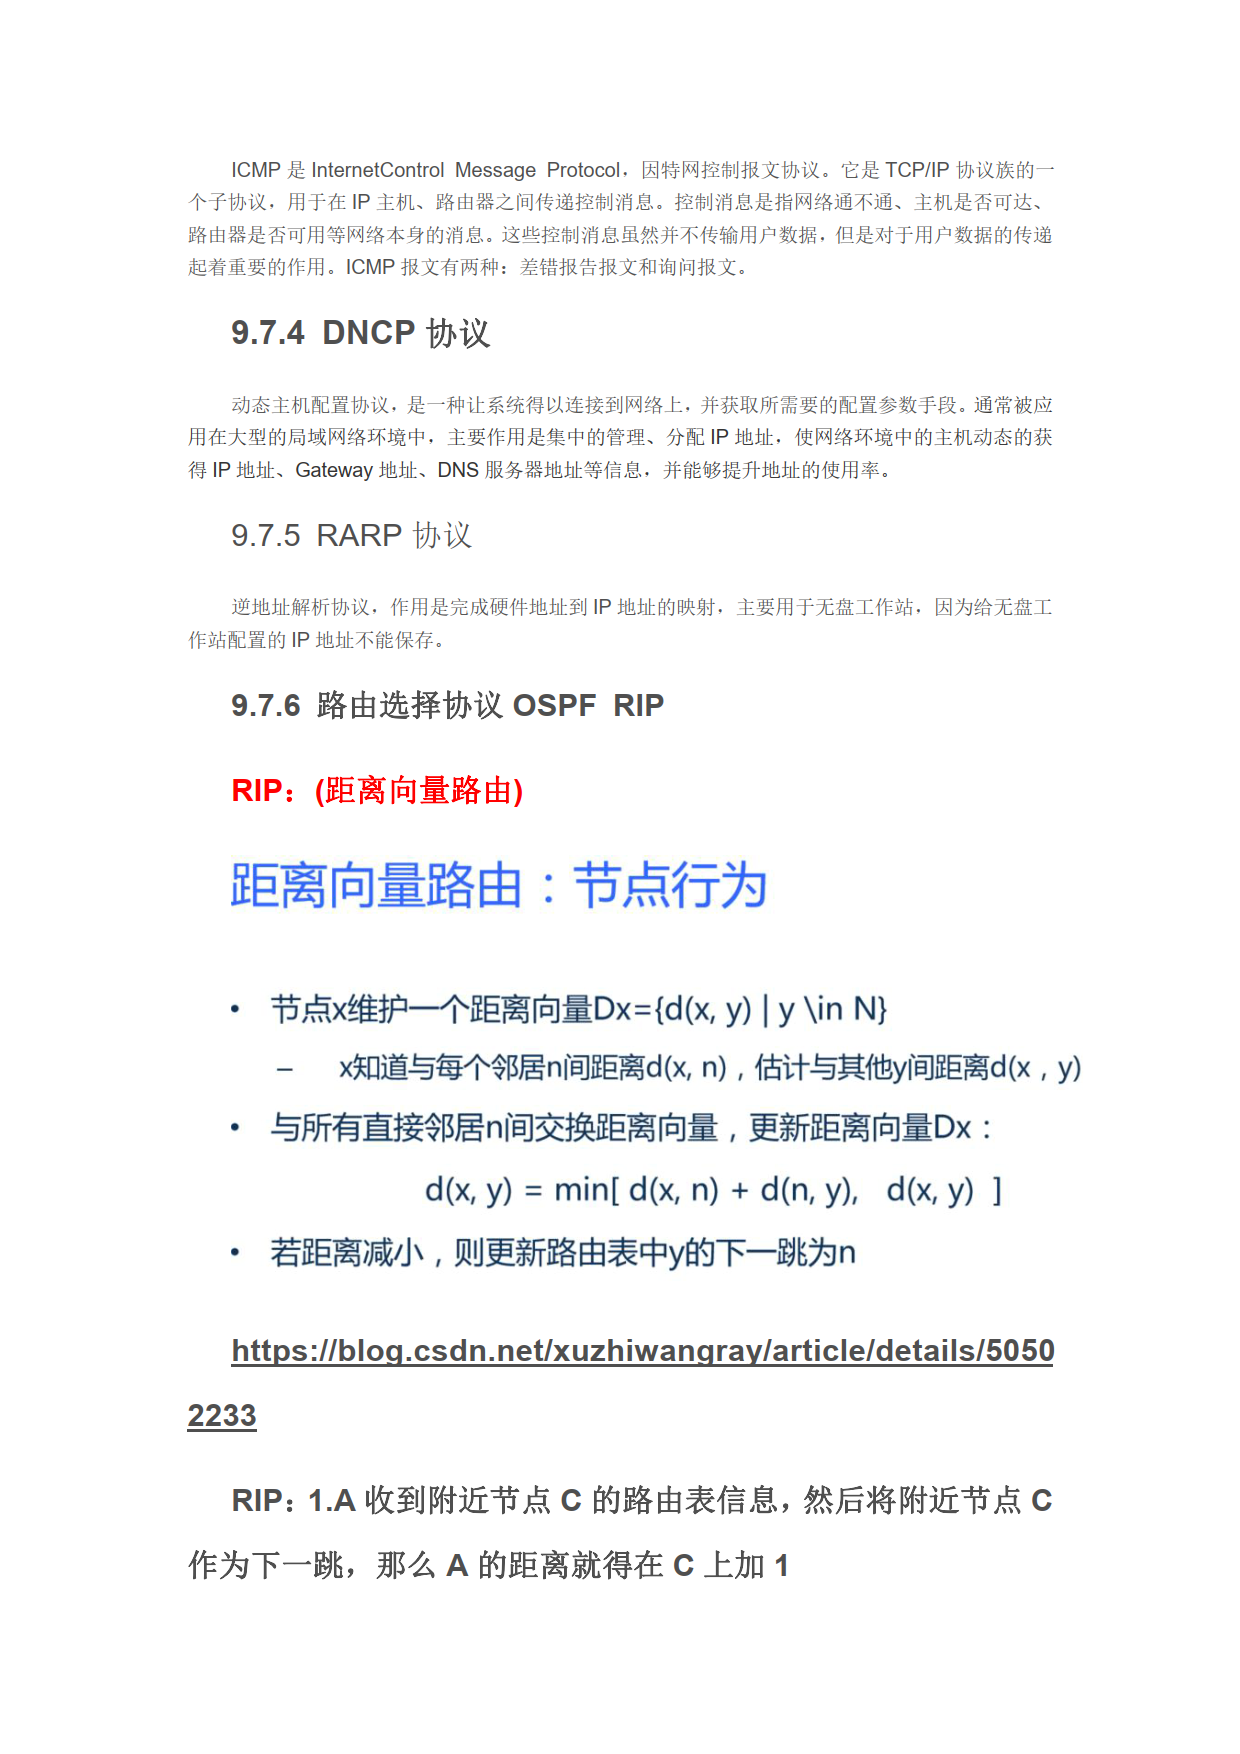 ICMP 是 InternetControl Message Protocol，因特网控制报文协议。它是 TCP/IP 协议族的一
个子协议，用于在 IP 主机、路由器之间传递控制消息。控制消息是指网络通不通、主机是否可达、
路由器是否可用等网络本身的消息。这些控制消息虽然并不传输用户数据，但是对于用户数据的传递
起着重要的作用。ICMP 报文有两种：差错报告报文和询问报文。
9.7.4 DNCP 协议
动态主机配置协议，是一种让系统得以连接到网络上，并获取所需要的配置参数手段。通常被应
用在大型的局域网络环境中，主要作用是集中的管理、分配 IP 地址，使网络环境中的主机动态的获
得 IP 地址、Gateway 地址、DNS 服务器地址等信息，并能够提升地址的使用率。
9.7.5 RARP 协议
逆地址解析协议，作用是完成硬件地址到 IP 地址的映射，主要用于无盘工作站，因为给无盘工
作站配置的 IP 地址不能保存。
9.7.6 路由选择协议 OSPF RIP
RIP：(距离向量路由)
距离向量路由：节点行为
• 节点x维护一个距离向量Dx={d(x, y) | y \in N}
– x知道与每个邻居n间距离d(x, n)，估计与其他y间距离d(x，y)
• 与所有直接邻居n间交换距离向量，更新距离向量Dx：
d(x, y) = min[ d(x, n) + d(n, y), d(x, y) ]
• 若距离减小，则更新路由表中y的下一跳为n
https://blog.csdn.net/xuzhiwangray/article/details/5050
2233
RIP：1.A 收到附近节点 C 的路由表信息，然后将附近节点 C
作为下一跳，那么 A 的距离就得在 C 上加 1